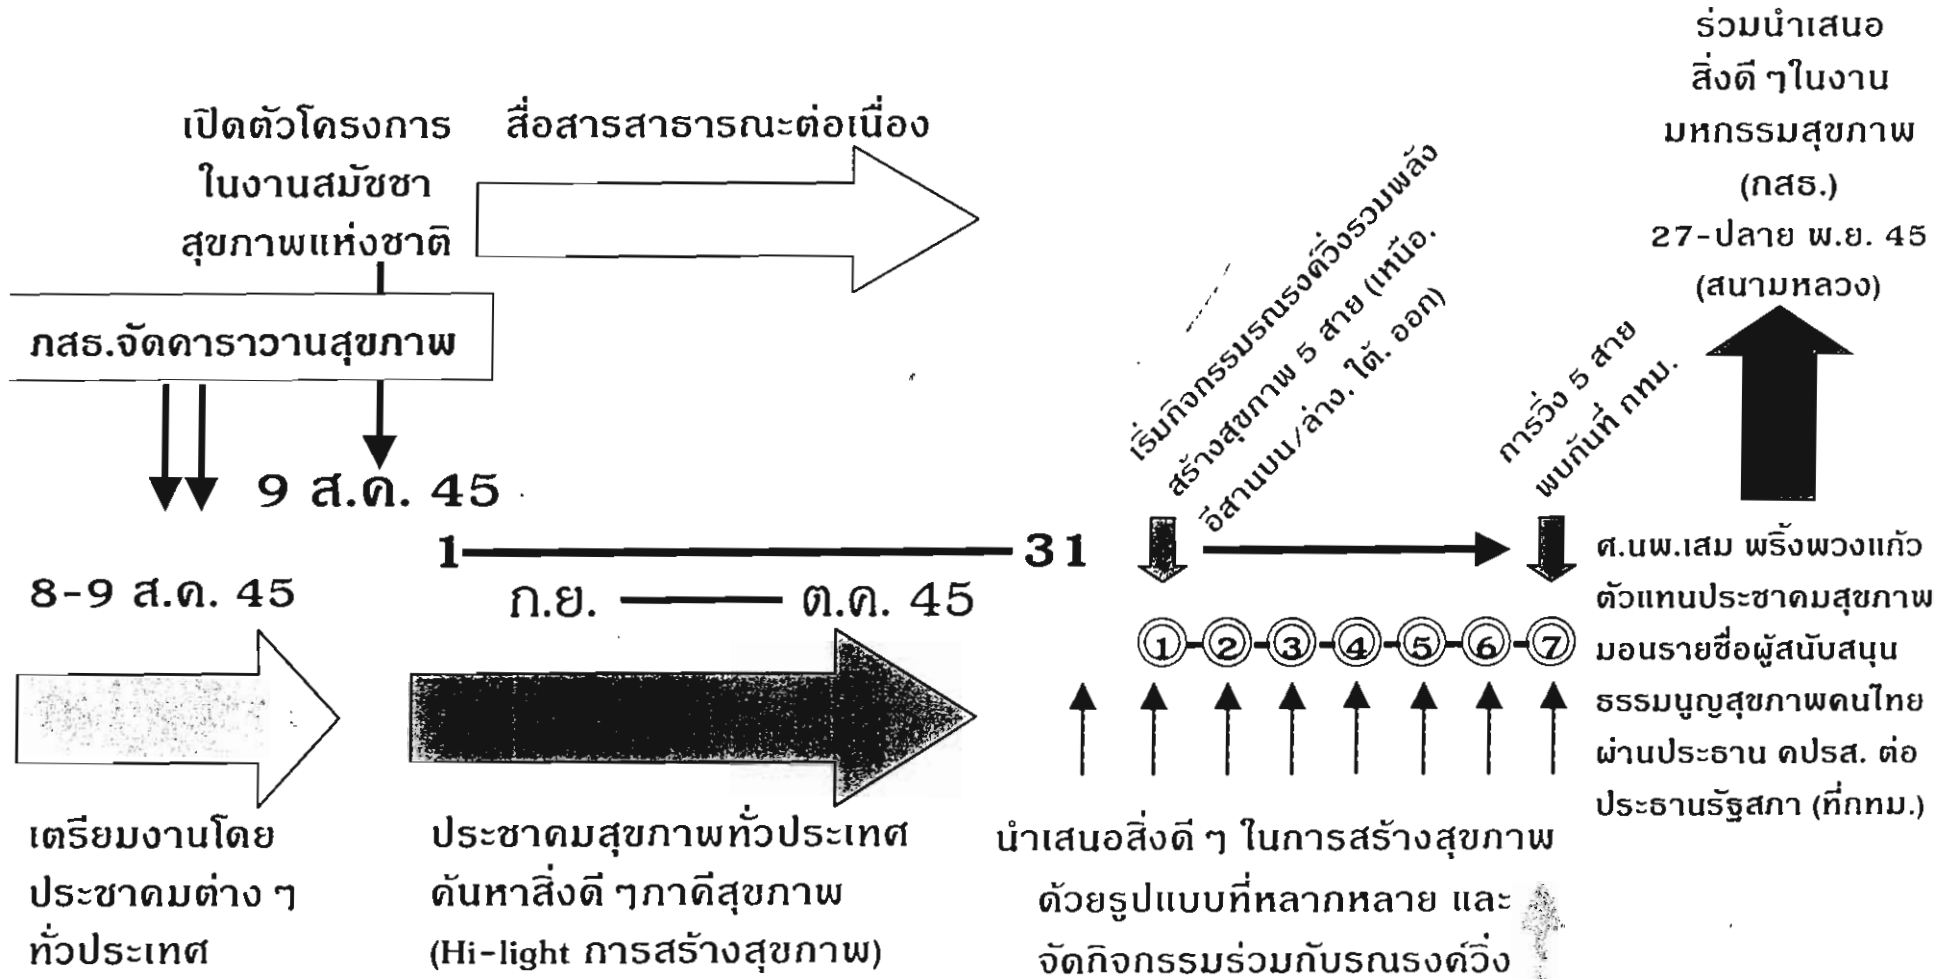 เปิดตัวโครงการ
ในงานสมัชชา
สุขภาพแห่งชาติ
สื่อสารสาธารณะต่อเนื่อง
กสธ.จัดคาราวานสุขภาพ
9 ส.ค. 45
8-9 ส.ค. 45
1 31
ก.ย. ต.ค. 45
เตรียมงานโดย
ประชาคมต่าง ๆ
ทั่วประเทศ
ประชาคมสุขภาพทั่วประเทศ
ค้นหาสิ่งดี ๆภาคีสุขภาพ
(Hi-light การสร้างสุขภาพ)
เริ่มกิจกรรมรณรงค์วิ่งรวมพลัง
สร้างสุขภาพ 5 สาย (เหนือ.
อีสานบน/ล่าง. ใต้. ออก)
การวิ่ง 5 สาย
พบกันที่ กทม.
1 2 3 4 5 6 7
นำเสนอสิ่งดี ๆ ในการสร้างสุขภาพ
ด้วยรูปแบบที่หลากหลาย และ
จัดกิจกรรมร่วมกับรณรงค์วิ่ง
ร่วมนำเสนอ
สิ่งดี ๆในงาน
มหกรรมสุขภาพ
(กสธ.)
27-ปลาย พ.ย. 45
(สนามหลวง)
ศ.นพ.เสม พริ้งพวงแก้ว
ตัวแทนประชาคมสุขภาพ
มอบรายชื่อผู้สนับสนุน
ธรรมนูญสุขภาพคนไทย
ผ่านประธาน คปรส. ต่อ
ประธานรัฐสภา (ที่กทม.)